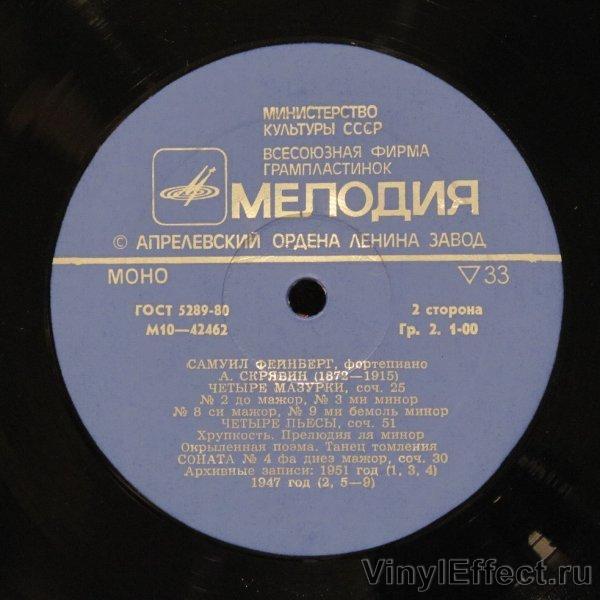 МИНИСТЕРСТВО
КУЛЬТУРЫ СССР
ВСЕСОЮЗНАЯ ФИРМА
ГРАМПЛАСТИНОК
МЕЛОДИЯ
© АПРЕЛЕВСКИЙ ОРДЕНА ЛЕНИНА ЗАВОД
МОНО ▽33
ГОСТ 5289-80 2 сторона
М10—42462 Гр. 2. 1-00
САМУИЛ ФЕЙНБЕРГ, фортепиано
А. СКРЯБИН (1872—1915)
ЧЕТЫРЕ МАЗУРКИ, соч. 25
№ 2 до мажор, № 3 ми минор
№ 8 си мажор, № 9 ми бемоль минор
ЧЕТЫРЕ ПЬЕСЫ, соч. 51
Хрупкость. Прелюдия ля минор
Окрыленная поэма. Танец томления
СОНАТА № 4 фа диез мажор, соч. 30
Архивные записи: 1951 год (1, 3, 4)
1947 год (2, 5—9)
VinylEffect.ru